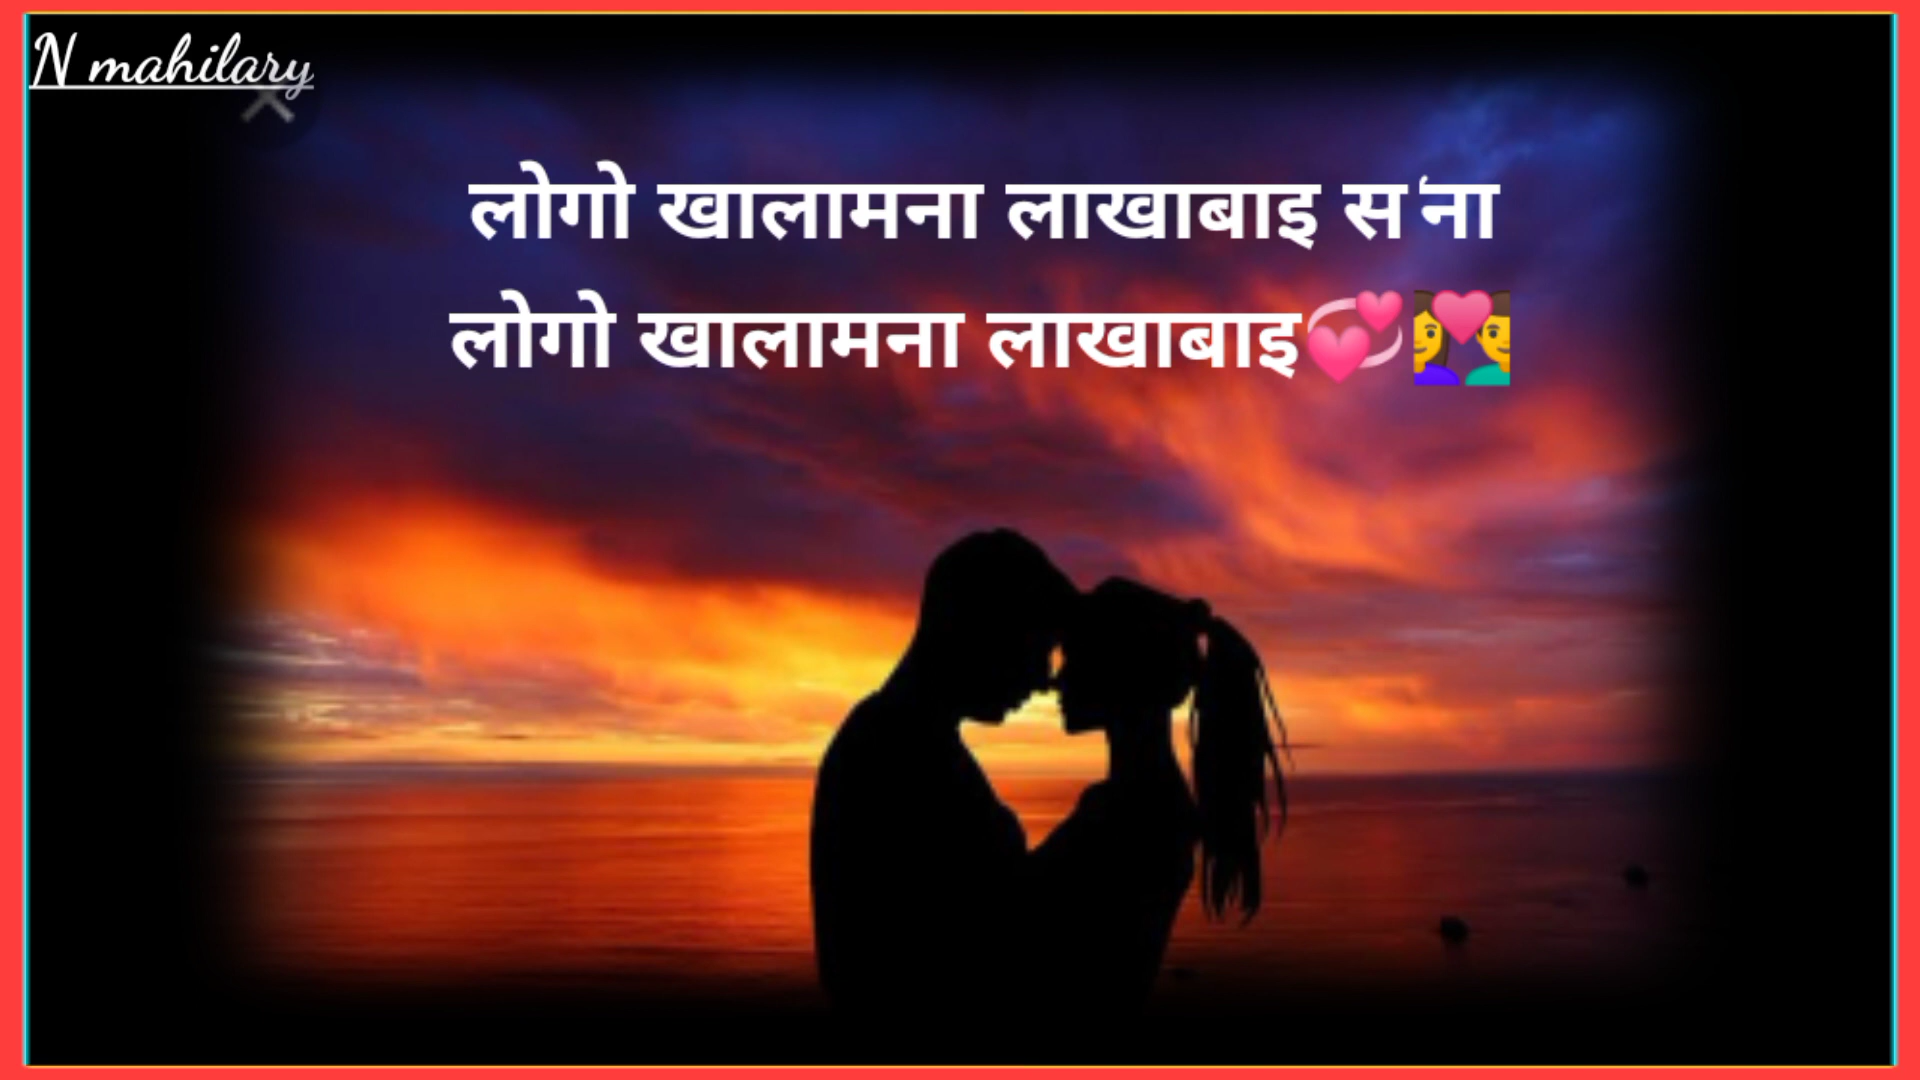 N mahilary
लोगो खालामना लाखाबाइ स'ना
लोगो खालामना लाखाबाइ💞👩‍❤️‍👨